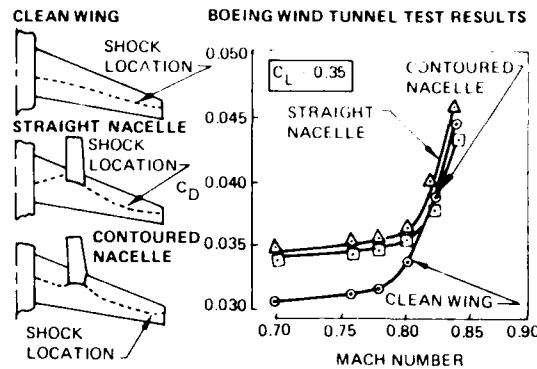 CLEAN WING
SHOCK
LOCATION
STRAIGHT NACELLE
SHOCK
LOCATION
CONTOURED
NACELLE
SHOCK
LOCATION
BOEING WIND TUNNEL TEST RESULTS
0.050
0.045
0.040
0.035
0.030
C_D
C_L 0.35
CONTOURED
NACELLE
STRAIGHT
NACELLE
CLEAN WING
0.70 0.75 0.80 0.85 0.90
MACH NUMBER